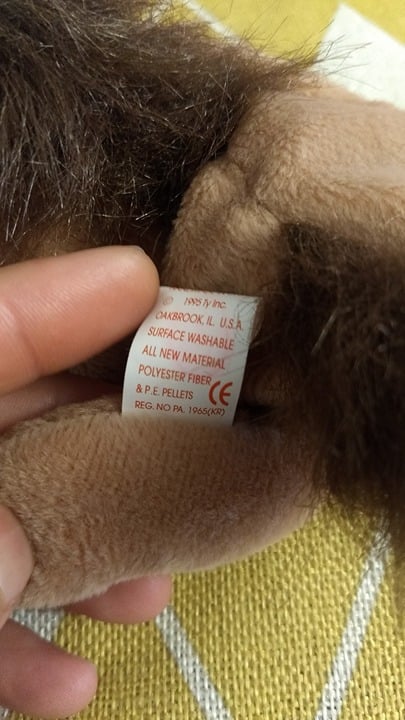 © 1995 Ty Inc.
OAKBROOK, IL. U.S.A.
SURFACE WASHABLE
ALL NEW MATERIAL
POLYESTER FIBER
& P.E. PELLETS CE
REG. NO PA. 1965(KR)